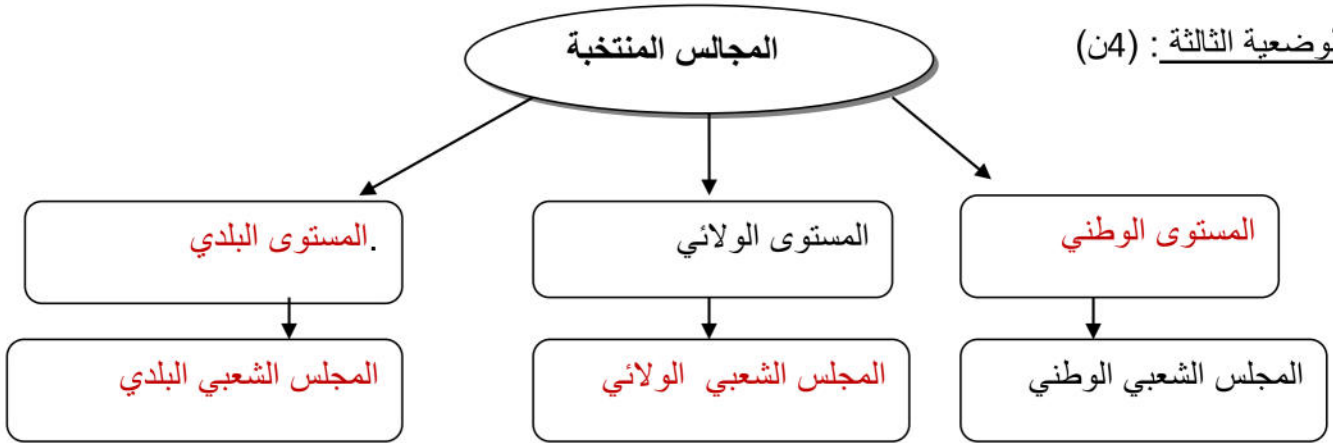 وضعية الثالثة : (4ن)
المجالس المنتخبة
المستوى الوطني
المستوى الولائي
.المستوى البلدي
المجلس الشعبي الوطني
المجلس الشعبي الولائي
المجلس الشعبي البلدي